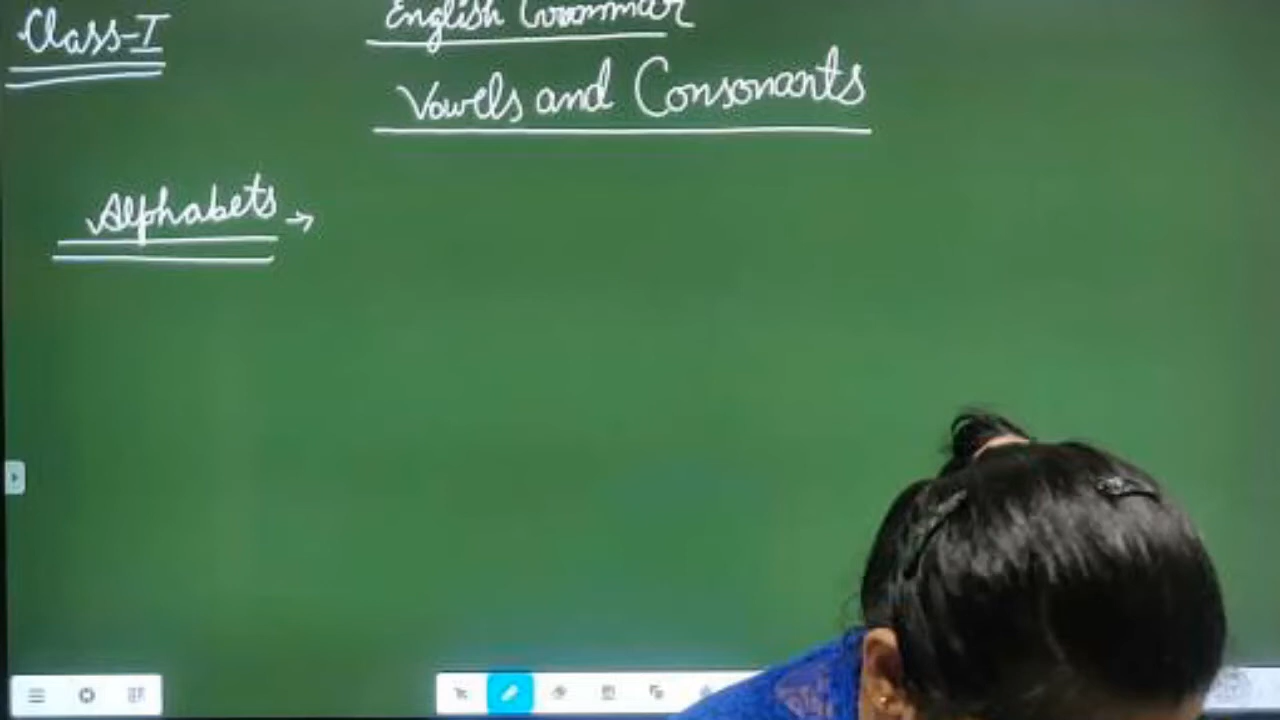 Class-I
English Grammar
Vowels and Consonants
Alphabets →